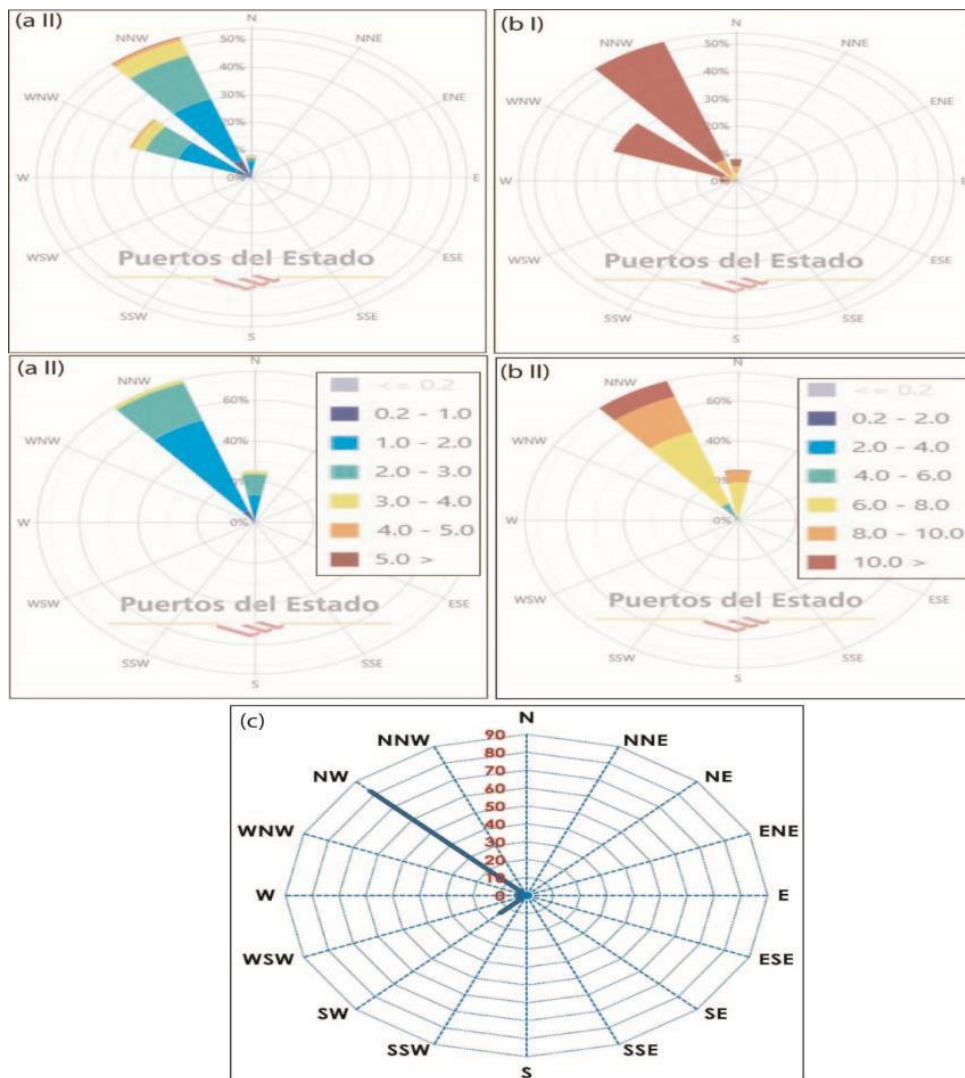 (a II)
N
NNW
NNE
50%
40%
30%
20%
0%
WNW
ENE
W
E
WSW
ESE
SSW
SSE
S
Puertos del Estado
(b I)
N
NNW
NNE
50%
40%
30%
20%
0%
WNW
ENE
W
WSW
ESE
SSW
SSE
S
Puertos del Estado
(a II)
N
NNW
60%
40%
0%
WNW
W
WSW
ESE
SSW
SSE
S
Puertos del Estado
<= 0.2
0.2 - 1.0
1.0 - 2.0
2.0 - 3.0
3.0 - 4.0
4.0 - 5.0
5.0 >
(b II)
N
NNW
60%
40%
0%
WNW
W
WSW
ESE
SSW
SSE
S
Puertos del Estado
<= 0.2
0.2 - 2.0
2.0 - 4.0
4.0 - 6.0
6.0 - 8.0
8.0 - 10.0
10.0 >
(c)
N
NNW
NNE
NW
NE
WNW
ENE
W
E
WSW
ESE
SW
SE
SSW
SSE
S
90
80
70
60
50
40
30
20
10
0